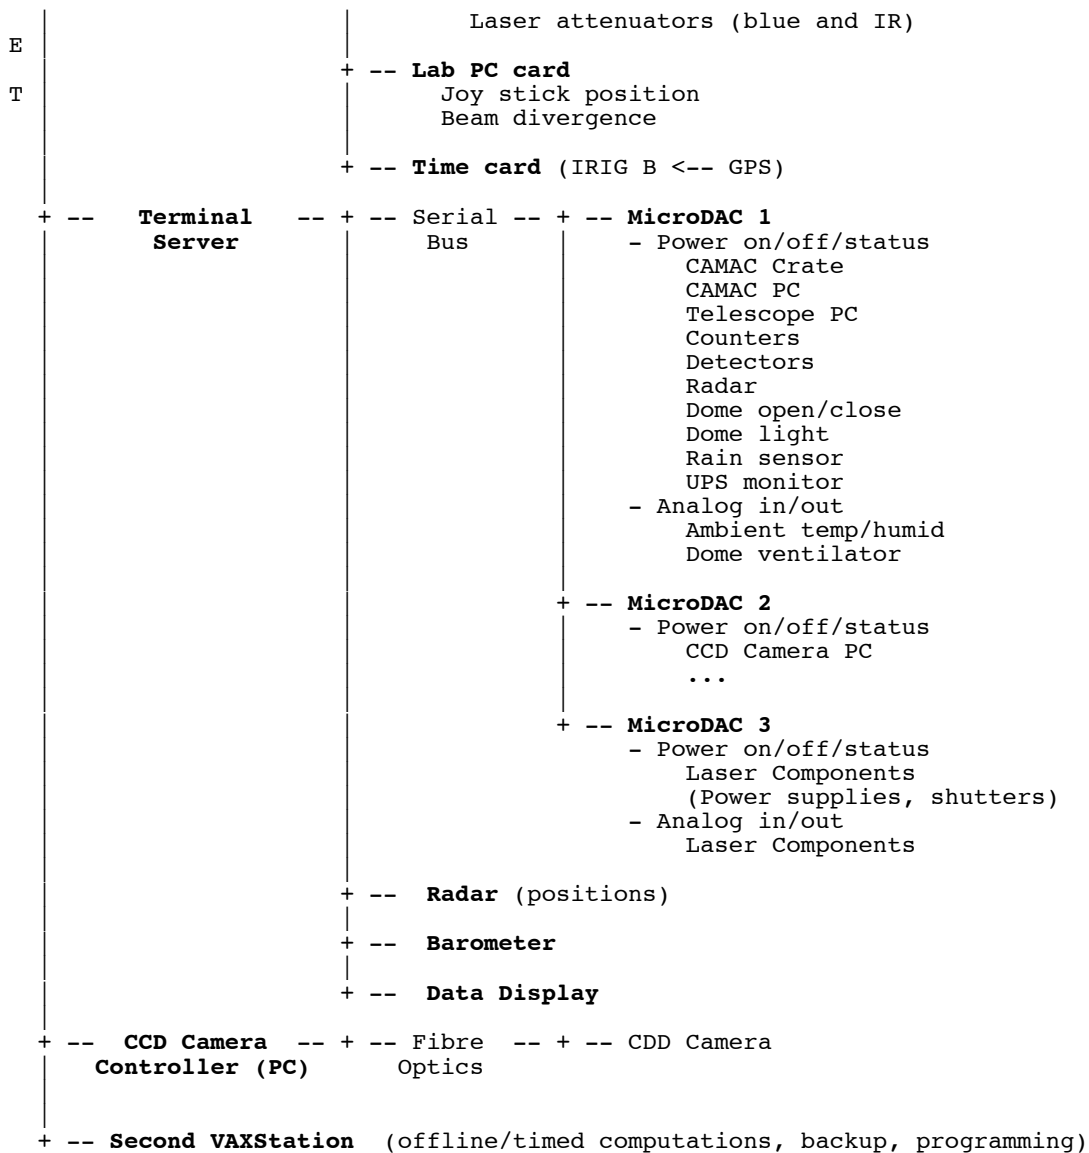 Laser attenuators (blue and IR)
E
+ -- Lab PC card
T Joy stick position
Beam divergence
+ -- Time card (IRIG B <-- GPS)
+ -- Terminal -- + -- Serial -- + -- MicroDAC 1
Server Bus - Power on/off/status
CAMAC Crate
CAMAC PC
Telescope PC
Counters
Detectors
Radar
Dome open/close
Dome light
Rain sensor
UPS monitor
- Analog in/out
Ambient temp/humid
Dome ventilator
+ -- MicroDAC 2
- Power on/off/status
CCD Camera PC
...
+ -- MicroDAC 3
- Power on/off/status
Laser Components
(Power supplies, shutters)
- Analog in/out
Laser Components
+ -- Radar (positions)
+ -- Barometer
+ -- Data Display
+ -- CCD Camera -- + -- Fibre -- + -- CDD Camera
Controller (PC) Optics
+ -- Second VAXStation (offline/timed computations, backup, programming)